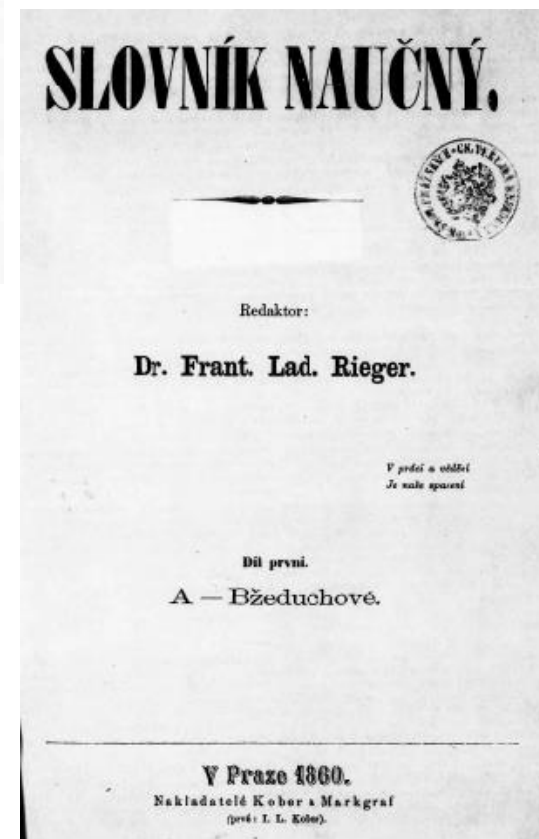 SLOVNÍK NAUČNÝ.
Redaktor:
Dr. Frant. Lad. Rieger.
V práci a vědění
Je naše spasení
Díl první.
A — Bžeduchové.
V Praze 1860.
Nakladatelé Kober a Markgraf
(prvé: I. L. Kober).